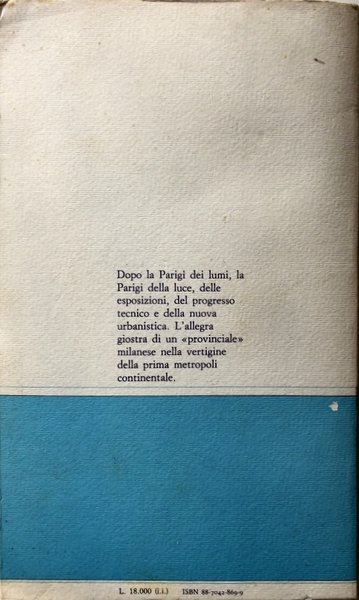 Dopo la Parigi dei lumi, la
Parigi della luce, delle
esposizioni, del progresso
tecnico e della nuova
urbanistica. L'allegra
giostra di un «provinciale»
milanese nella vertigine
della prima metropoli
continentale.
L. 18.000 (i.i.) ISBN 88-7042-869-9